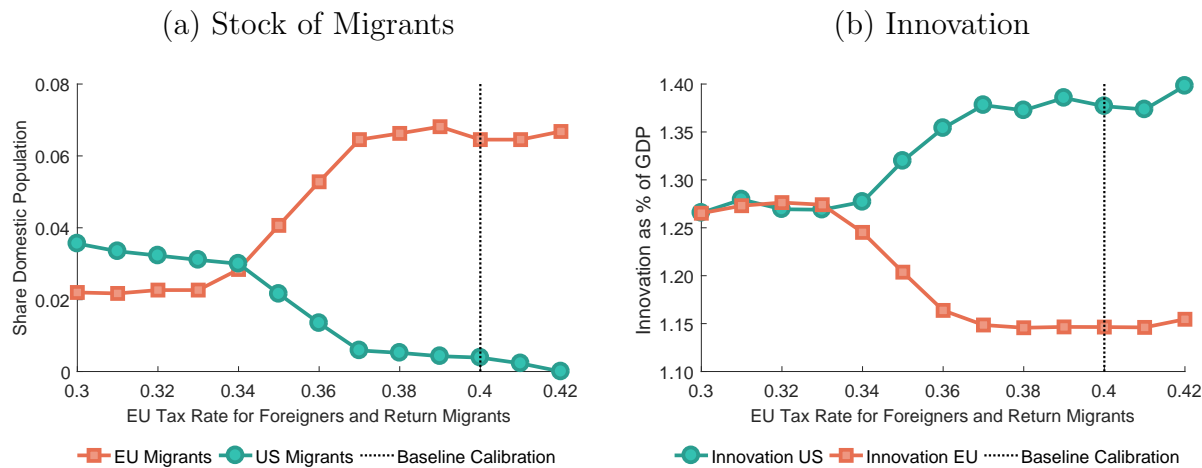 (a) Stock of Migrants
0.08
0.06
0.04
0.02
0
Share Domestic Population
0.3 0.32 0.34 0.36 0.38 0.4 0.42
EU Tax Rate for Foreigners and Return Migrants
EU Migrants US Migrants Baseline Calibration
(b) Innovation
1.40
1.35
1.30
1.25
1.20
1.15
1.10
Innovation as % of GDP
0.3 0.32 0.34 0.36 0.38 0.4 0.42
EU Tax Rate for Foreigners and Return Migrants
Innovation US Innovation EU Baseline Calibration